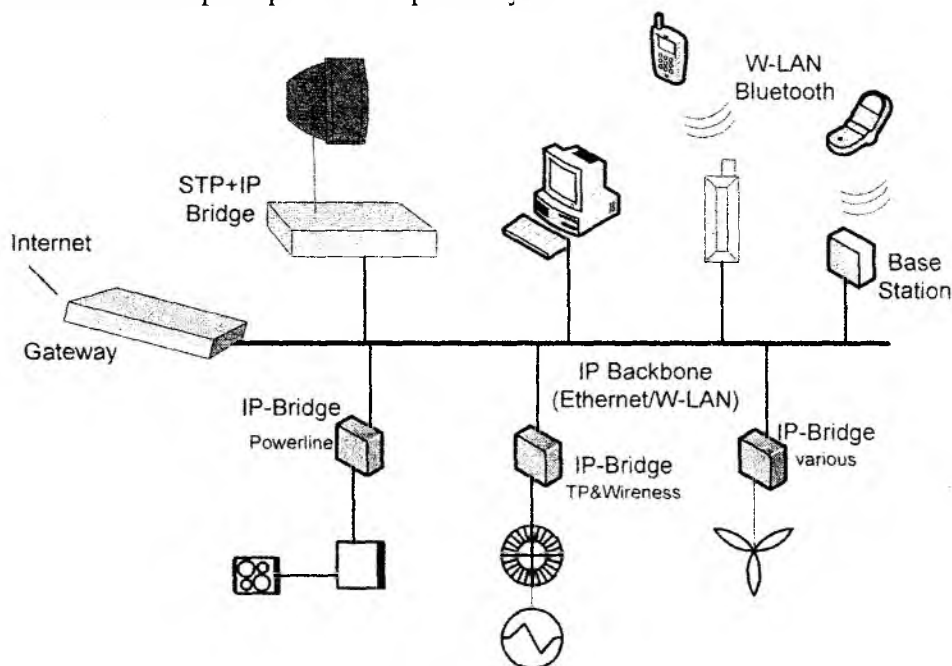 W-LAN
Bluetooth
STP+IP
Bridge
Internet
Base
Station
Gateway
IP Backbone
(Ethernet/W-LAN)
IP-Bridge
Powerline
IP-Bridge
TP&Wireness
IP-Bridge
various